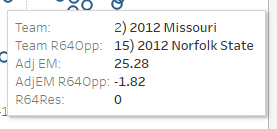 Team: 2) 2012 Missouri
Team R64Opp: 15) 2012 Norfolk State
Adj EM: 25.28
AdjEM R64Opp: -1.82
R64Res: 0